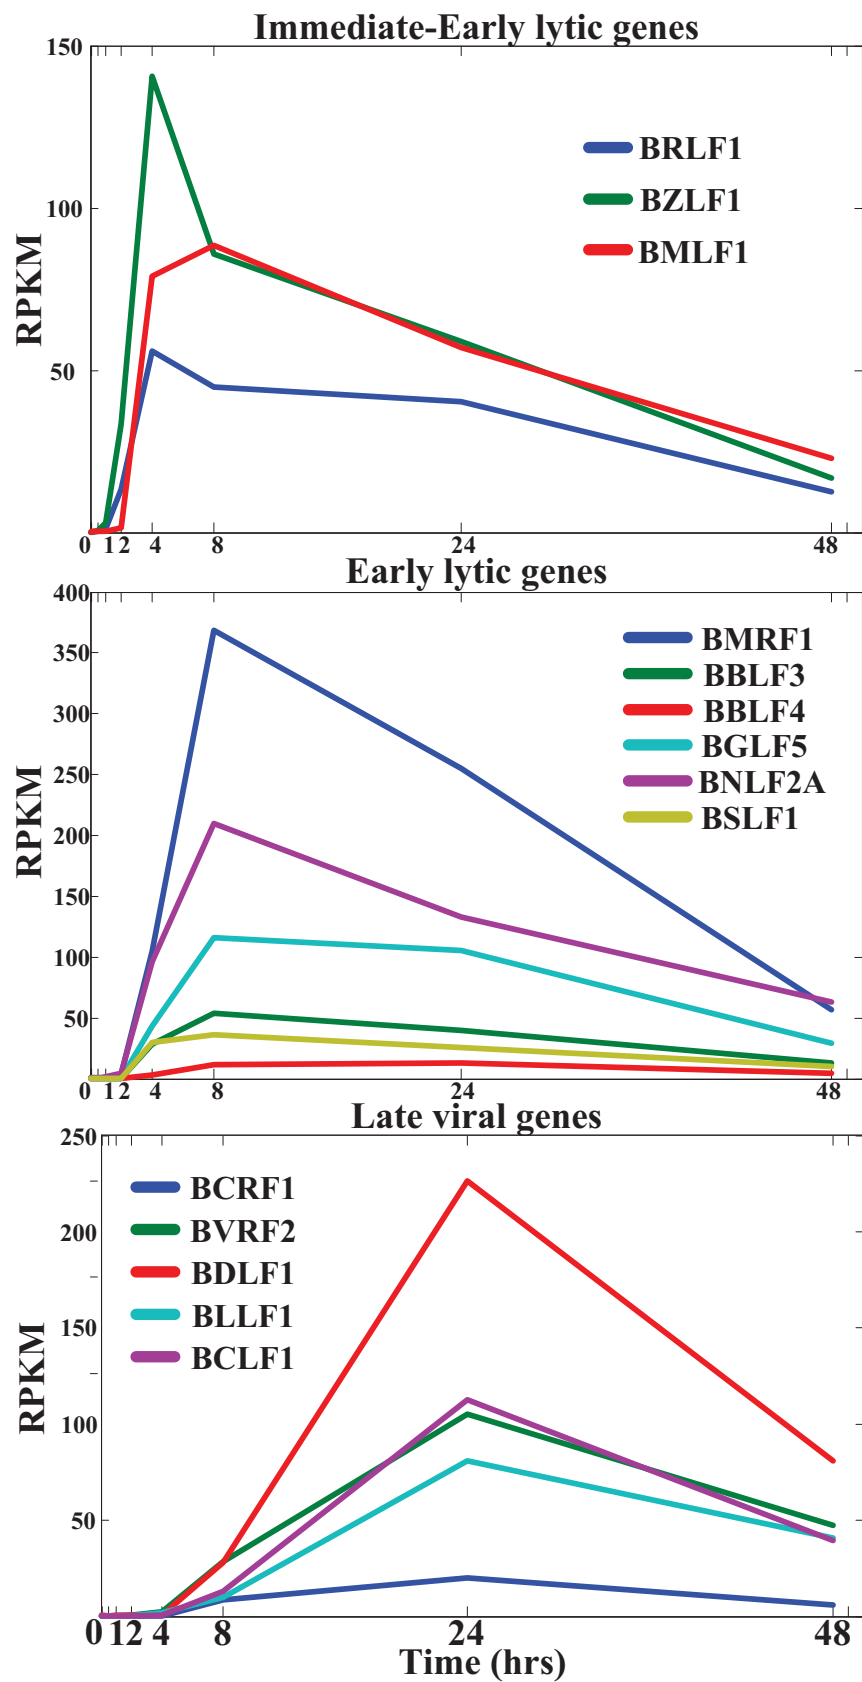 Immediate-Early lytic genes
150
100
50
RPKM
BRLF1
BZLF1
BMLF1
0 1 2 4 8 24 48
Early lytic genes
400
350
300
250
200
150
100
50
RPKM
BMRF1
BBLF3
BBLF4
BGLF5
BNLF2A
BSLF1
0 1 2 4 8 24 48
Late viral genes
250
200
150
100
50
RPKM
BCRF1
BVRF2
BDLF1
BLLF1
BCLF1
0 1 2 4 8 24 48
Time (hrs)